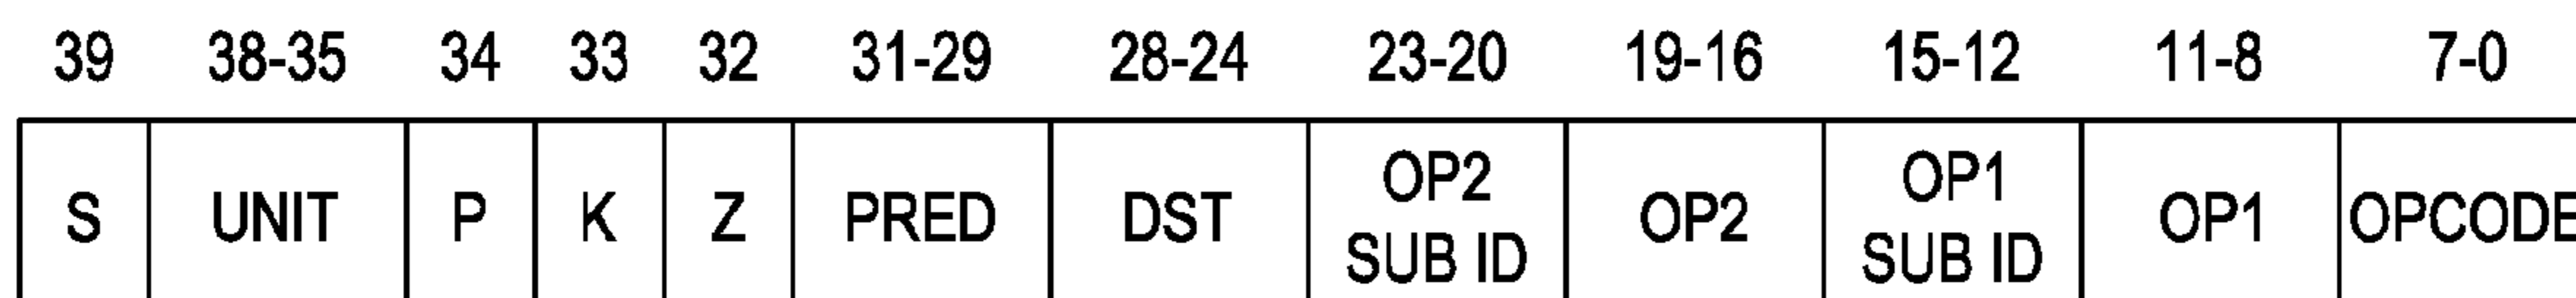 39 38-35 34 33 32 31-29 28-24 23-20 19-16 15-12 11-8 7-0
S UNIT P K Z PRED DST OP2 SUB ID OP2 OP1 SUB ID OP1 OPCODE